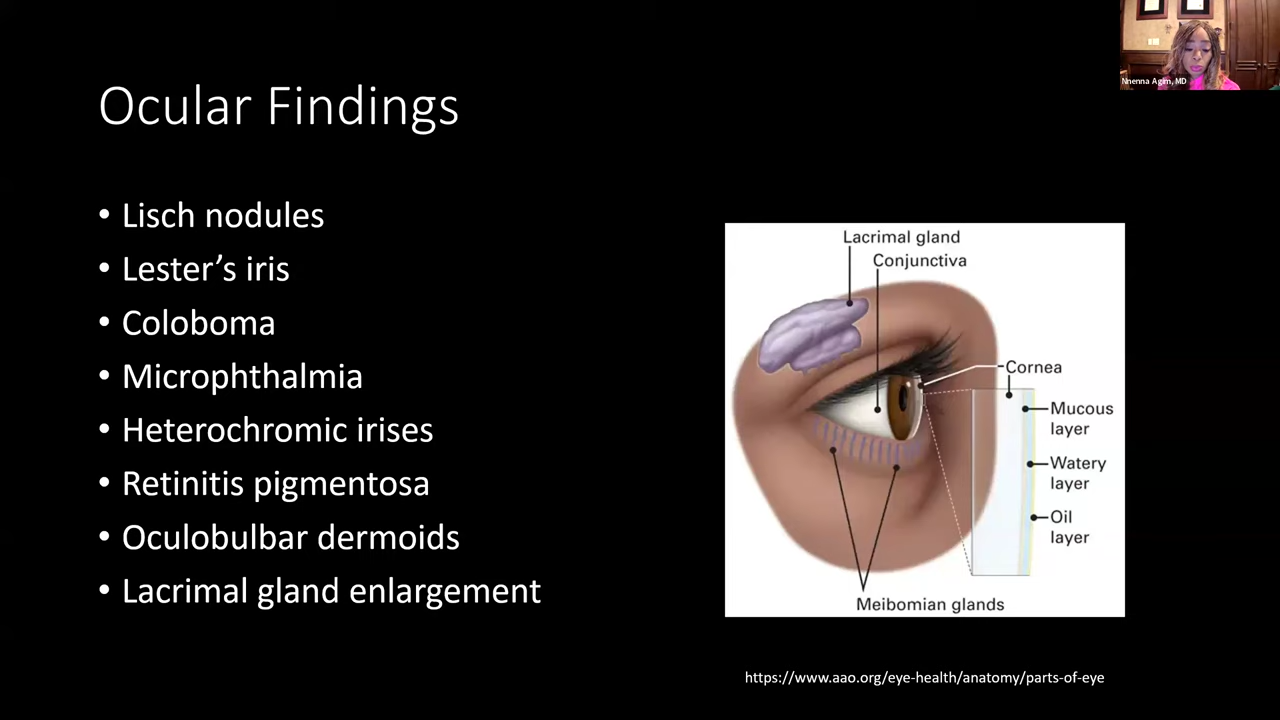 Nnenna Agim, MD
Ocular Findings
• Lisch nodules
• Lester’s iris
• Coloboma
• Microphthalmia
• Heterochromic irises
• Retinitis pigmentosa
• Oculobulbar dermoids
• Lacrimal gland enlargement
Lacrimal gland
Conjunctiva
Cornea
Mucous
layer
Watery
layer
Oil
layer
Meibomian glands
https://www.aao.org/eye-health/anatomy/parts-of-eye